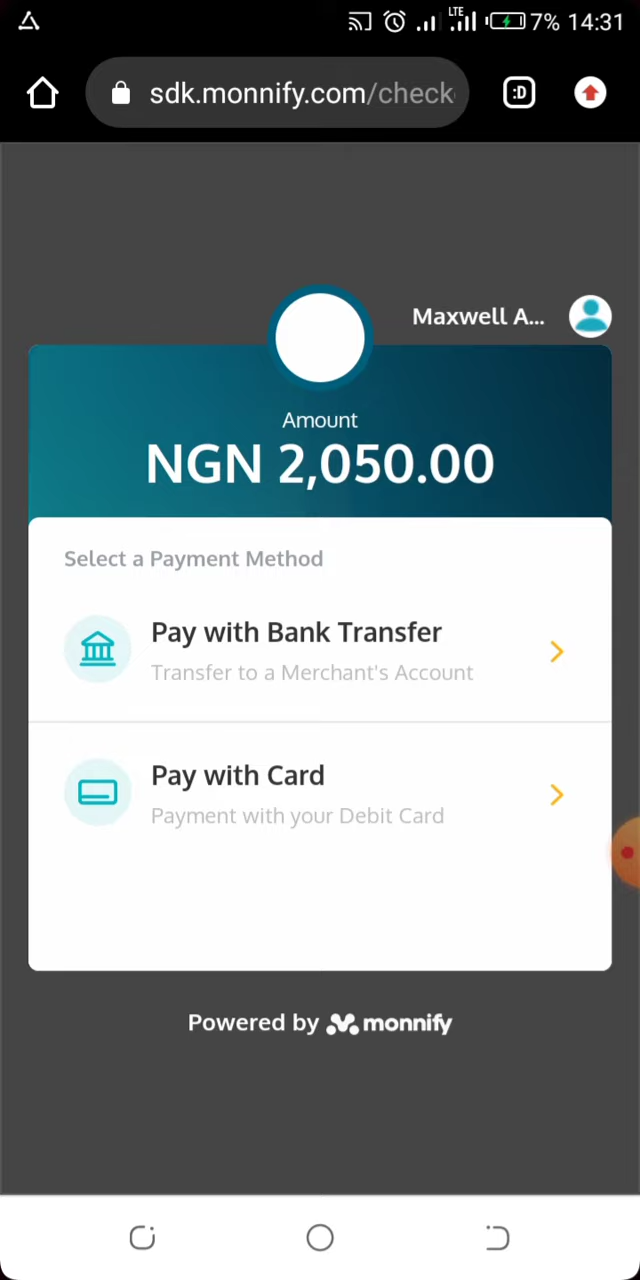 LTE 7% 14:31
sdk.monnify.com/check
:D
Maxwell A...
Amount
NGN 2,050.00
Select a Payment Method
Pay with Bank Transfer
Transfer to a Merchant's Account
Pay with Card
Payment with your Debit Card
Powered by monnify